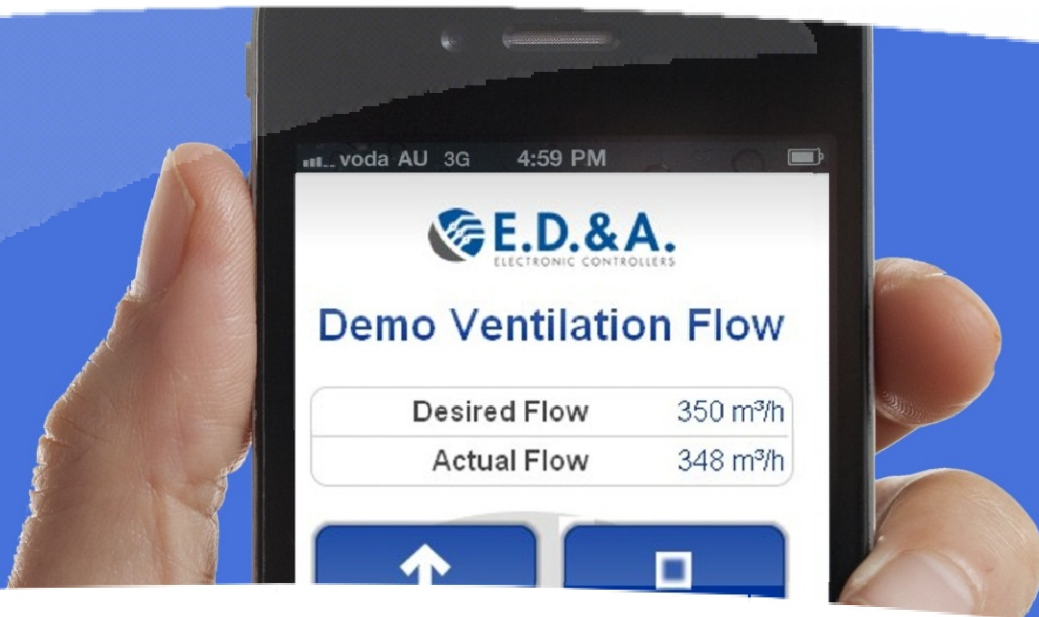 voda AU 3G 4:59 PM
E.D.&A.
ELECTRONIC CONTROLLERS
Demo Ventilation Flow
Desired Flow 350 m³/h
Actual Flow 348 m³/h